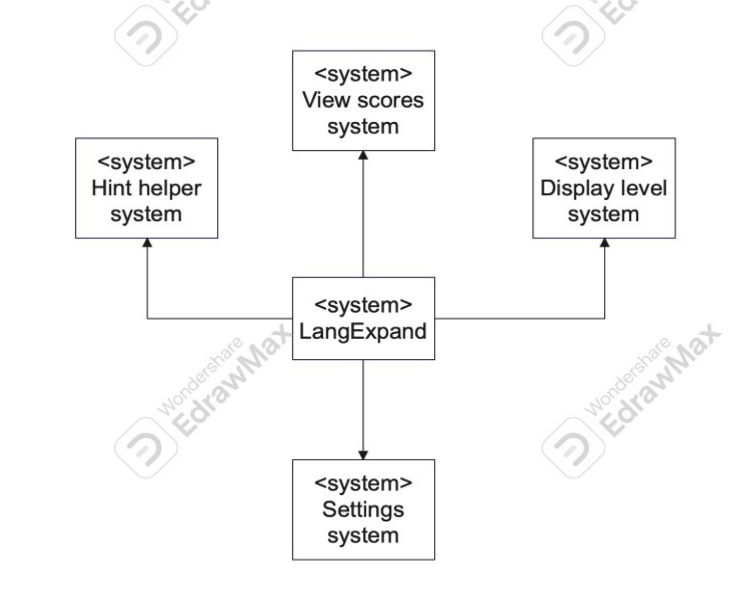 <system>
View scores
system
<system>
Hint helper
system
<system>
Display level
system
<system>
LangExpand
<system>
Settings
system
Wondershare
EdrawMax
Wondershare
EdrawMax